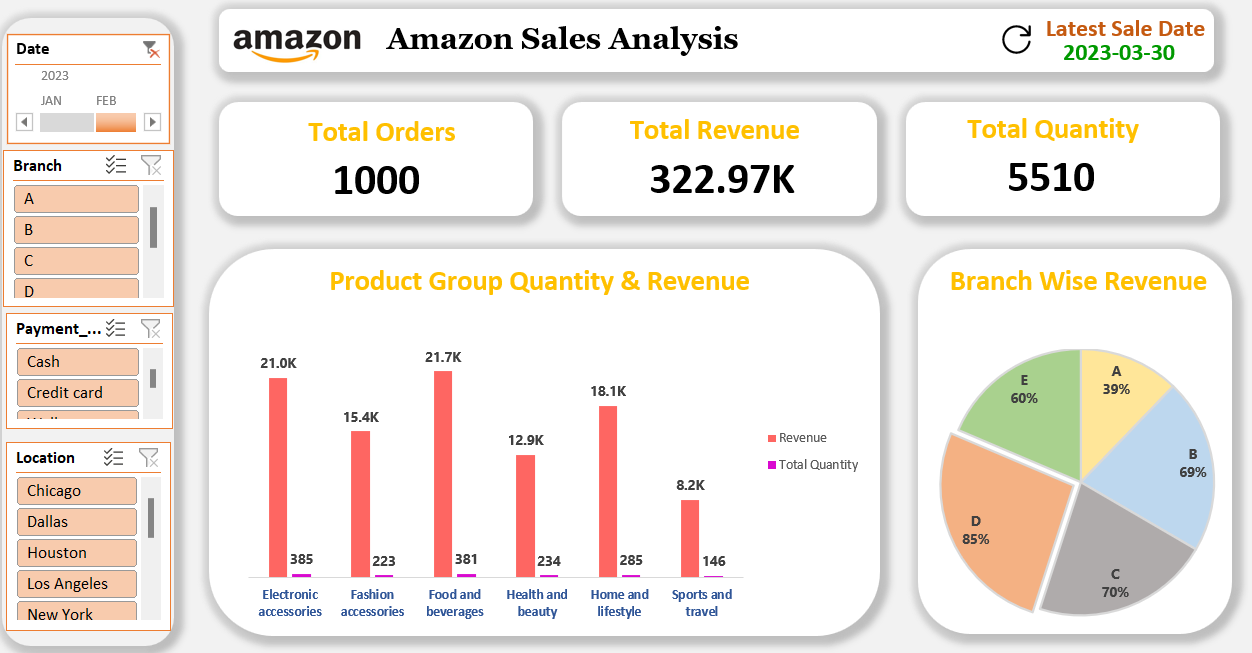 Date
2023
JAN FEB
Branch
A
B
C
D
Payment_...
Cash
Credit card
Location
Chicago
Dallas
Houston
Los Angeles
New York
amazon
Amazon Sales Analysis
Latest Sale Date
2023-03-30
Total Orders
1000
Total Revenue
322.97K
Total Quantity
5510
Product Group Quantity & Revenue
21.0K
15.4K
21.7K
12.9K
18.1K
8.2K
385
223
381
234
285
146
Electronic accessories
Fashion accessories
Food and beverages
Health and beauty
Home and lifestyle
Sports and travel
Revenue
Total Quantity
Branch Wise Revenue
A
39%
B
69%
C
70%
D
85%
E
60%